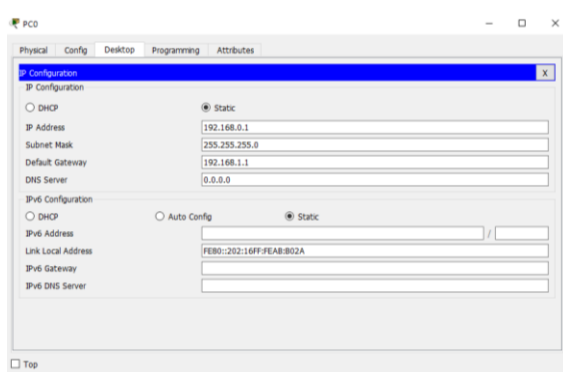 PC0
Physical Config Desktop Programming Attributes
IP Configuration X
IP Configuration
DHCP Static
IP Address 192.168.0.1
Subnet Mask 255.255.255.0
Default Gateway 192.168.1.1
DNS Server 0.0.0.0
IPv6 Configuration
DHCP Auto Config Static
IPv6 Address /
Link Local Address FE80::202:16FF:FEAB:802A
IPv6 Gateway
IPv6 DNS Server
Top